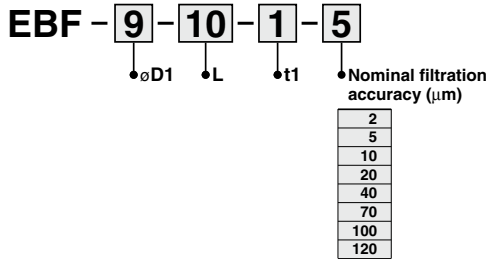 EBF - 9 - 10 - 1 - 5
øD1
L
t1
Nominal filtration
accuracy (μm)
2
5
10
20
40
70
100
120